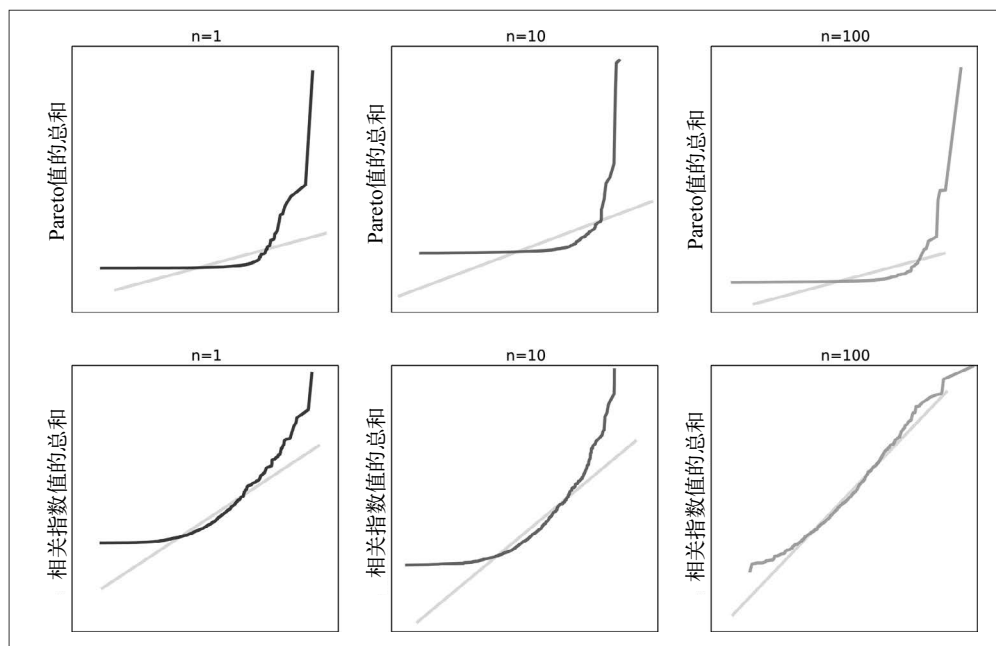 n=1
n=10
n=100
Pareto值的总和
Pareto值的总和
Pareto值的总和
n=1
n=10
n=100
相关指数值的总和
相关指数值的总和
相关指数值的总和